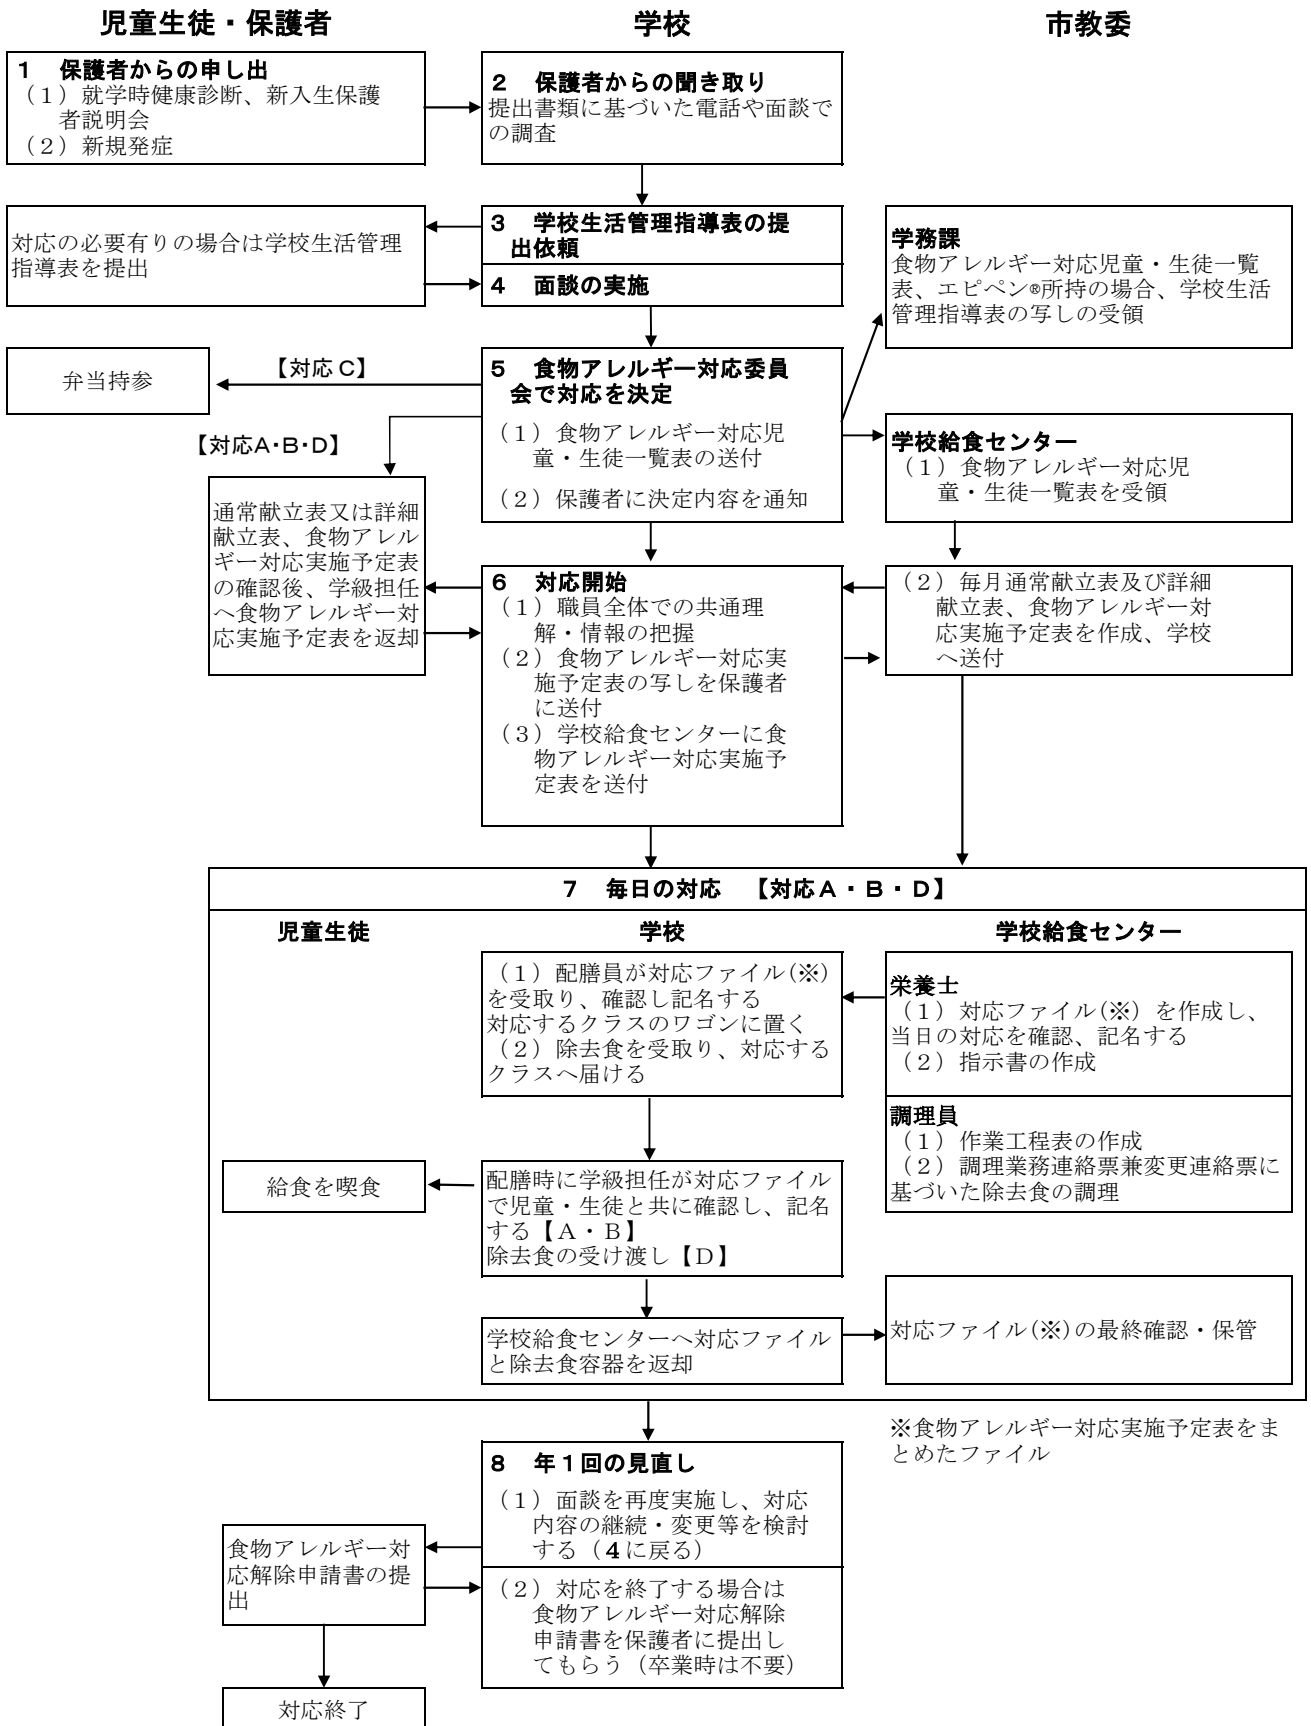 児童生徒・保護者
学校
市教委
1 保護者からの申し出
（１）就学時健康診断、新入生保護
者説明会
（２）新規発症
2 保護者からの聞き取り
提出書類に基づいた電話や面談で
の調査
3 学校生活管理指導表の提
出依頼
対応の必要有りの場合は学校生活管理
指導表を提出
4 面談の実施
学務課
食物アレルギー対応児童・生徒一覧
表、エピペン®所持の場合、学校生活
管理指導表の写しの受領
弁当持参
【対応Ｃ】
5 食物アレルギー対応委員
会で対応を決定
（１）食物アレルギー対応児
童・生徒一覧表の送付
（２）保護者に決定内容を通知
【対応Ａ･Ｂ･Ｄ】
学校給食センター
（１）食物アレルギー対応児
童・生徒一覧表を受領
通常献立表又は詳細
献立表、食物アレル
ギー対応実施予定表
の確認後、学級担任
へ食物アレルギー対
応実施予定表を返却
6 対応開始
（１）職員全体での共通理
解・情報の把握
（２）食物アレルギー対応実
施予定表の写しを保護者
に送付
（３）学校給食センターに食
物アレルギー対応実施予
定表を送付
（２）毎月通常献立表及び詳細
献立表、食物アレルギー対
応実施予定表を作成、学校
へ送付
7 毎日の対応 【対応Ａ・Ｂ・Ｄ】
児童生徒
学校
学校給食センター
（１）配膳員が対応ファイル(※)
を受取り、確認し記名する
対応するクラスのワゴンに置く
（２）除去食を受取り、対応する
クラスへ届ける
栄養士
（１）対応ファイル(※) を作成し、
当日の対応を確認、記名する
（２）指示書の作成
調理員
（１）作業工程表の作成
（２）調理業務連絡票兼変更連絡票に
基づいた除去食の調理
給食を喫食
配膳時に学級担任が対応ファイル
で児童・生徒と共に確認し、記名
する【Ａ・Ｂ】
除去食の受け渡し【Ｄ】
学校給食センターへ対応ファイル
と除去食容器を返却
対応ファイル(※)の最終確認・保管
※食物アレルギー対応実施予定表をま
とめたファイル
8 年１回の見直し
（１）面談を再度実施し、対応
内容の継続・変更等を検討
する（4に戻る）
食物アレルギー対
応解除申請書の提
出
（２）対応を終了する場合は
食物アレルギー対応解除
申請書を保護者に提出し
てもらう（卒業時は不要）
対応終了